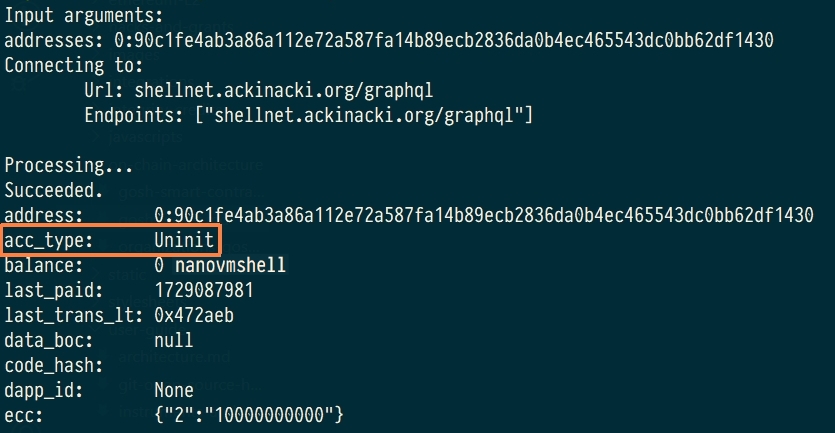 Input arguments:
addresses: 0:90c1fe4ab3a86a112e72a587fa14b89ecb2836da0b4ec465543dc0bb62df1430
Connecting to:
Url: shellnet.ackinacki.org/graphql
Endpoints: ["shellnet.ackinacki.org/graphql"]
Processing...
Succeeded.
address: 0:90c1fe4ab3a86a112e72a587fa14b89ecb2836da0b4ec465543dc0bb62df1430
acc_type: Uninit
balance: 0 nanovmshell
last_paid: 1729087981
last_trans_lt: 0x472aeb
data_boc: null
code_hash:
dapp_id: None
ecc: {"2":"10000000000"}